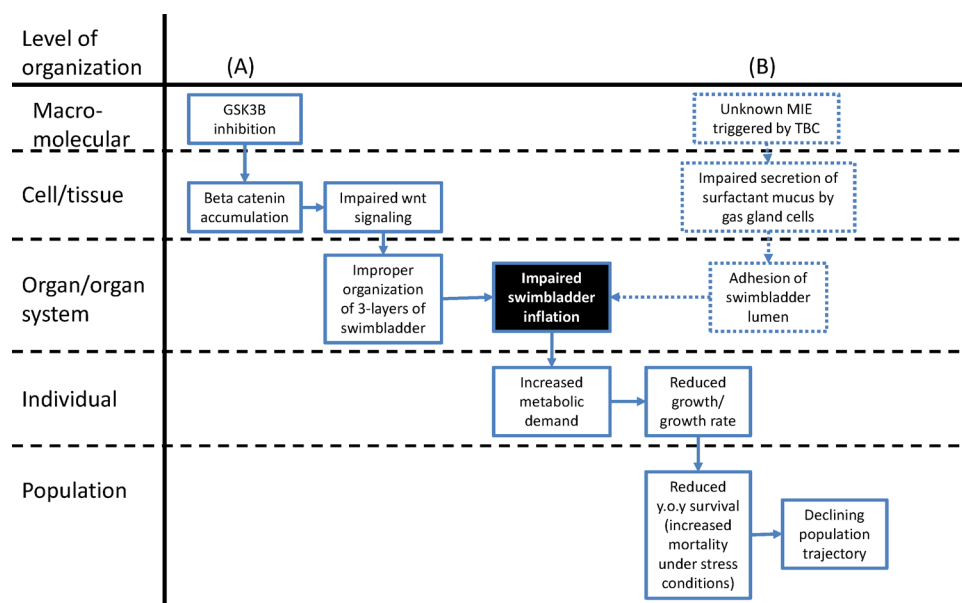 Level of
organization
(A)
(B)
Macro-
molecular
GSK3B
inhibition
Unknown MIE
triggered by TBC
Cell/tissue
Beta catenin
accumulation
Impaired wnt
signaling
Impaired secretion of
surfactant mucus by
gas gland cells
Organ/organ
system
Improper
organization
of 3-layers of
swimbladder
Impaired
swimbladder
inflation
Adhesion of
swimbladder
lumen
Individual
Increased
metabolic
demand
Reduced
growth/
growth rate
Population
Reduced
y.o.y survival
(increased
mortality
under stress
conditions)
Declining
population
trajectory